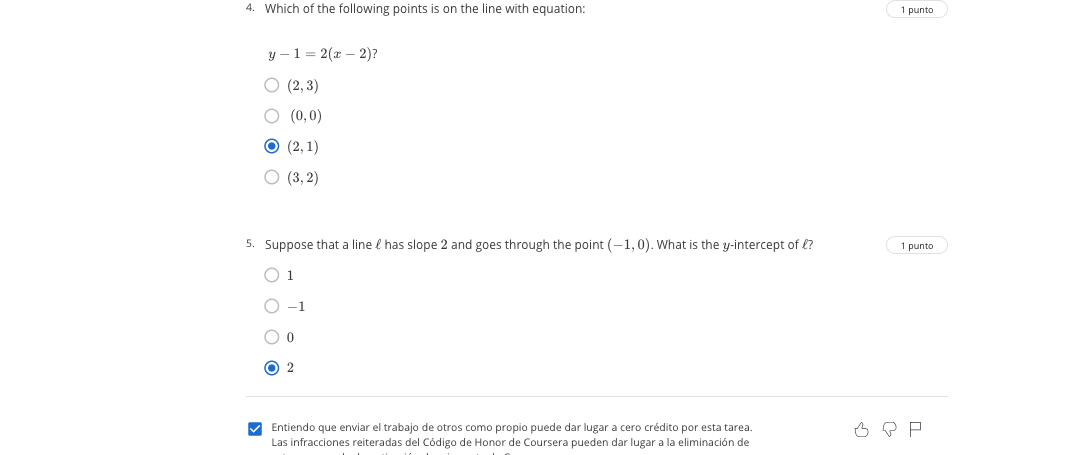 4. Which of the following points is on the line with equation: 1 punto
y − 1 = 2(x − 2)?
(2, 3)
(0, 0)
(2, 1)
(3, 2)
5. Suppose that a line ℓ has slope 2 and goes through the point (−1, 0). What is the y-intercept of ℓ? 1 punto
1
−1
0
2
Entiendo que enviar el trabajo de otros como propio puede dar lugar a cero crédito por esta tarea.
Las infracciones reiteradas del Código de Honor de Coursera pueden dar lugar a la eliminación de